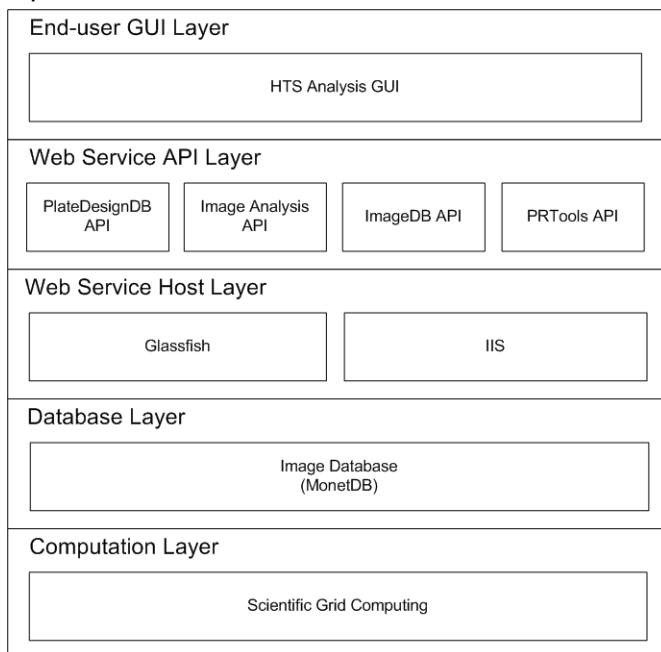 End-user GUI Layer
HTS Analysis GUI
Web Service API Layer
PlateDesignDB
API
Image Analysis
API
ImageDB API
PRTools API
Web Service Host Layer
Glassfish
IIS
Database Layer
Image Database
(MonetDB)
Computation Layer
Scientific Grid Computing